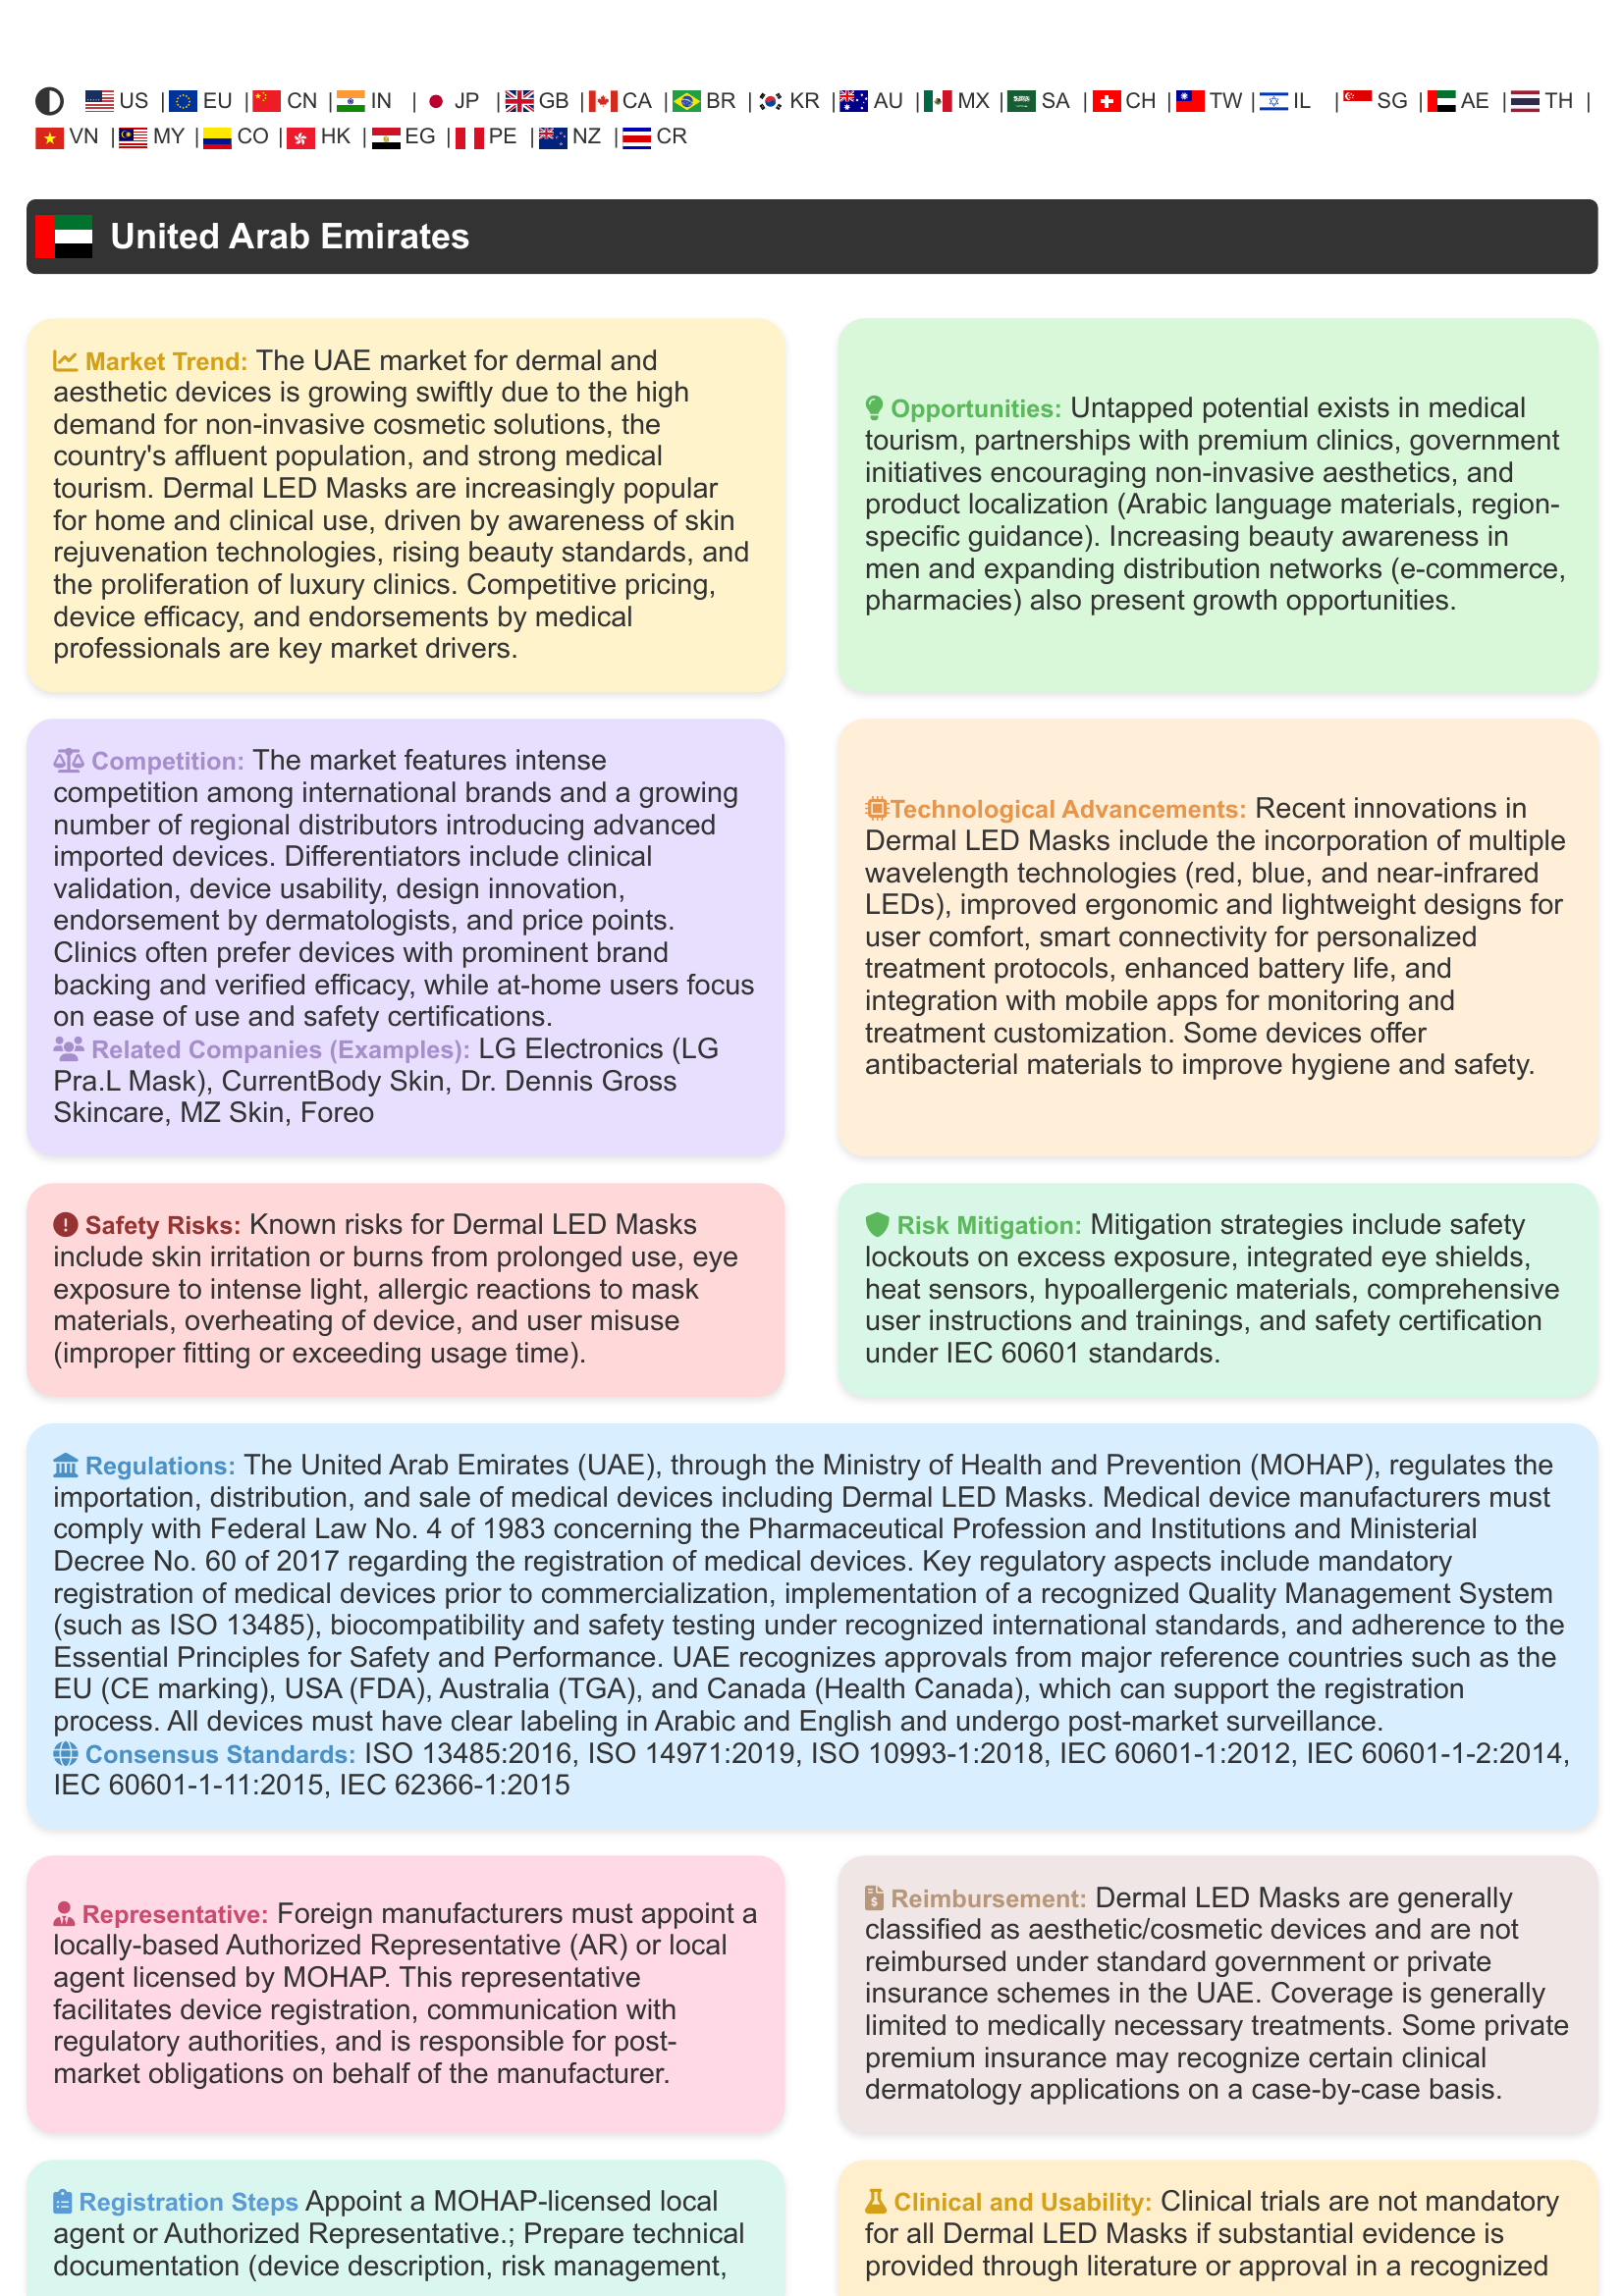 US | EU | CN | IN | JP | GB | CA | BR | KR | AU | MX | SA | CH | TW | IL | SG | AE | TH |
VN | MY | CO | HK | EG | PE | NZ | CR
United Arab Emirates
Market Trend: The UAE market for dermal and
aesthetic devices is growing swiftly due to the high
demand for non-invasive cosmetic solutions, the
country's affluent population, and strong medical
tourism. Dermal LED Masks are increasingly popular
for home and clinical use, driven by awareness of skin
rejuvenation technologies, rising beauty standards, and
the proliferation of luxury clinics. Competitive pricing,
device efficacy, and endorsements by medical
professionals are key market drivers.
Opportunities: Untapped potential exists in medical
tourism, partnerships with premium clinics, government
initiatives encouraging non-invasive aesthetics, and
product localization (Arabic language materials, region-
specific guidance). Increasing beauty awareness in
men and expanding distribution networks (e-commerce,
pharmacies) also present growth opportunities.
Competition: The market features intense
competition among international brands and a growing
number of regional distributors introducing advanced
imported devices. Differentiators include clinical
validation, device usability, design innovation,
endorsement by dermatologists, and price points.
Clinics often prefer devices with prominent brand
backing and verified efficacy, while at-home users focus
on ease of use and safety certifications.
Related Companies (Examples): LG Electronics (LG
Pra.L Mask), CurrentBody Skin, Dr. Dennis Gross
Skincare, MZ Skin, Foreo
Technological Advancements: Recent innovations in
Dermal LED Masks include the incorporation of multiple
wavelength technologies (red, blue, and near-infrared
LEDs), improved ergonomic and lightweight designs for
user comfort, smart connectivity for personalized
treatment protocols, enhanced battery life, and
integration with mobile apps for monitoring and
treatment customization. Some devices offer
antibacterial materials to improve hygiene and safety.
Safety Risks: Known risks for Dermal LED Masks
include skin irritation or burns from prolonged use, eye
exposure to intense light, allergic reactions to mask
materials, overheating of device, and user misuse
(improper fitting or exceeding usage time).
Risk Mitigation: Mitigation strategies include safety
lockouts on excess exposure, integrated eye shields,
heat sensors, hypoallergenic materials, comprehensive
user instructions and trainings, and safety certification
under IEC 60601 standards.
Regulations: The United Arab Emirates (UAE), through the Ministry of Health and Prevention (MOHAP), regulates the
importation, distribution, and sale of medical devices including Dermal LED Masks. Medical device manufacturers must
comply with Federal Law No. 4 of 1983 concerning the Pharmaceutical Profession and Institutions and Ministerial
Decree No. 60 of 2017 regarding the registration of medical devices. Key regulatory aspects include mandatory
registration of medical devices prior to commercialization, implementation of a recognized Quality Management System
(such as ISO 13485), biocompatibility and safety testing under recognized international standards, and adherence to the
Essential Principles for Safety and Performance. UAE recognizes approvals from major reference countries such as the
EU (CE marking), USA (FDA), Australia (TGA), and Canada (Health Canada), which can support the registration
process. All devices must have clear labeling in Arabic and English and undergo post-market surveillance.
Consensus Standards: ISO 13485:2016, ISO 14971:2019, ISO 10993-1:2018, IEC 60601-1:2012, IEC 60601-1-2:2014,
IEC 60601-1-11:2015, IEC 62366-1:2015
Representative: Foreign manufacturers must appoint a
locally-based Authorized Representative (AR) or local
agent licensed by MOHAP. This representative
facilitates device registration, communication with
regulatory authorities, and is responsible for post-
market obligations on behalf of the manufacturer.
Reimbursement: Dermal LED Masks are generally
classified as aesthetic/cosmetic devices and are not
reimbursed under standard government or private
insurance schemes in the UAE. Coverage is generally
limited to medically necessary treatments. Some private
premium insurance may recognize certain clinical
dermatology applications on a case-by-case basis.
Registration Steps Appoint a MOHAP-licensed local
agent or Authorized Representative.; Prepare technical
documentation (device description, risk management,
Clinical and Usability: Clinical trials are not mandatory
for all Dermal LED Masks if substantial evidence is
provided through literature or approval in a recognized